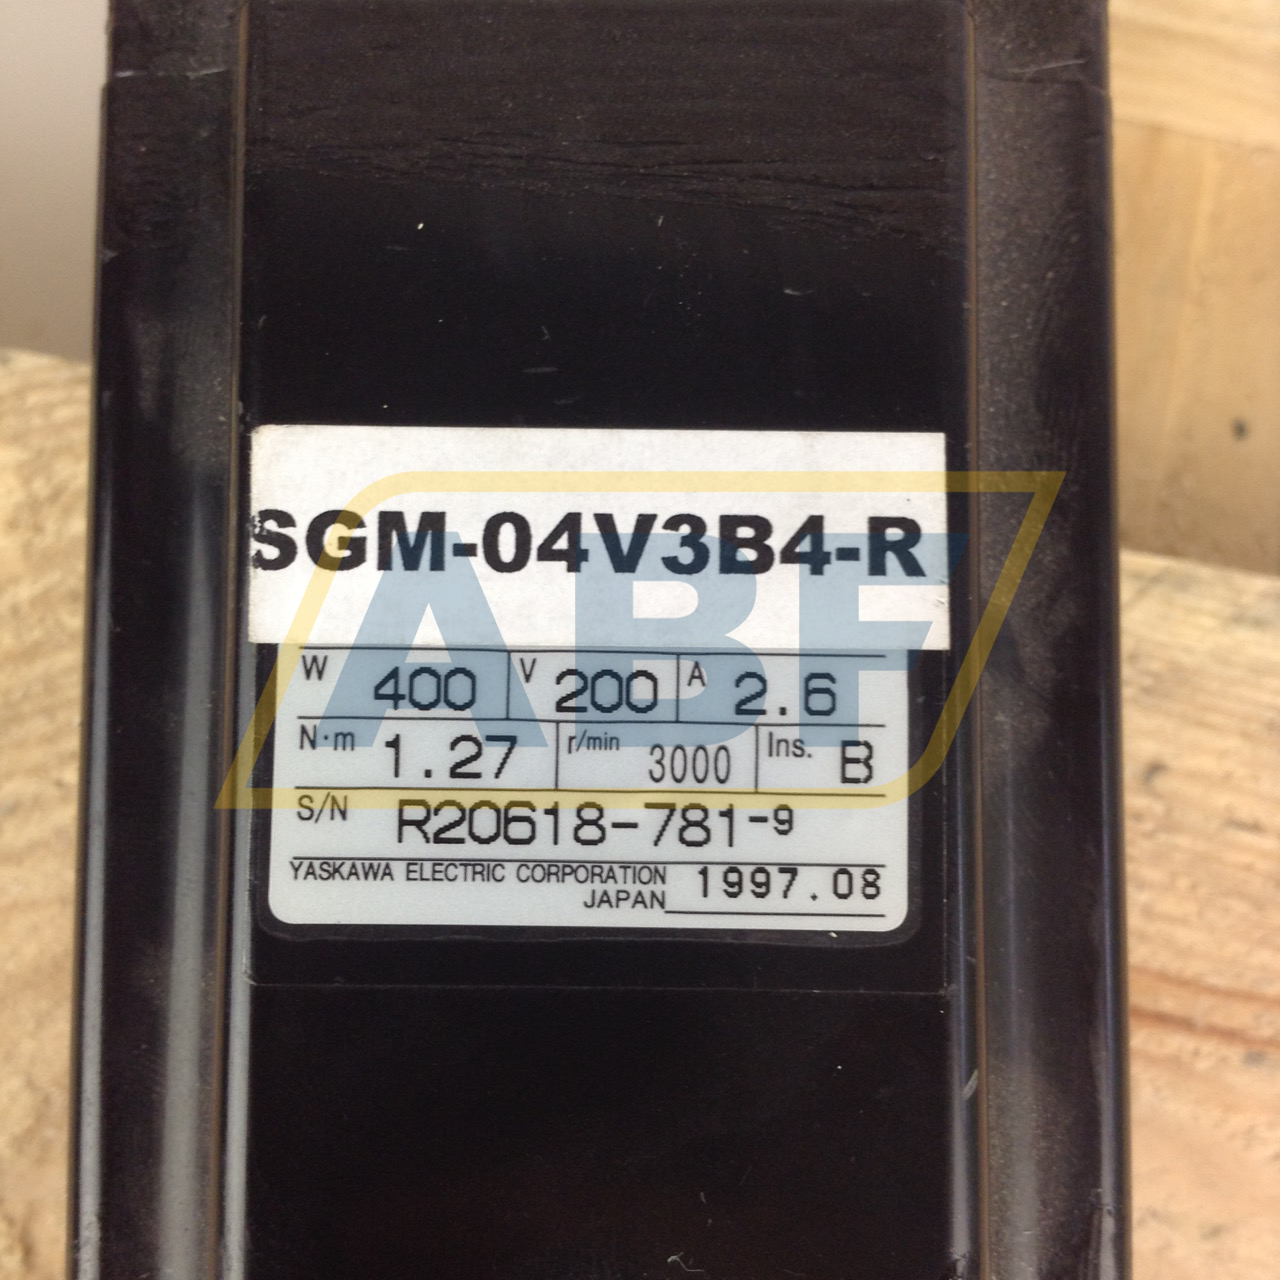 SGM-04V3B4-R
W 400 V 200 A 2.6
N·m 1.27 r/min 3000 Ins. B
S/N R20618-781-9
YASKAWA ELECTRIC CORPORATION 1997.08
JAPAN
ABF